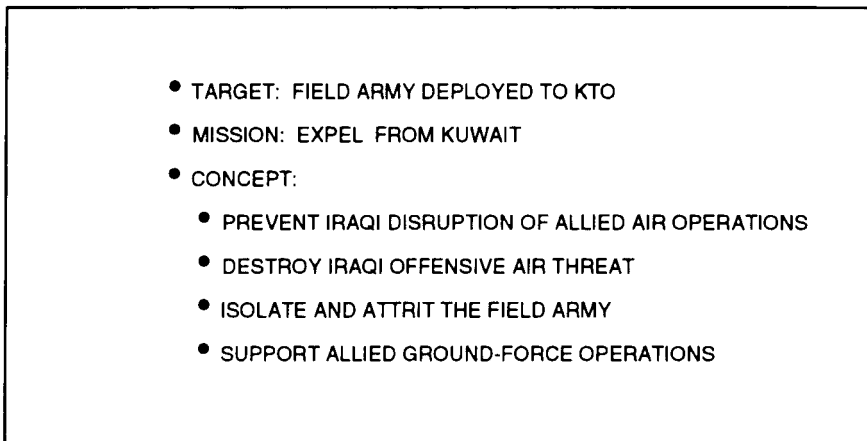 • TARGET: FIELD ARMY DEPLOYED TO KTO
• MISSION: EXPEL FROM KUWAIT
• CONCEPT:
• PREVENT IRAQI DISRUPTION OF ALLIED AIR OPERATIONS
• DESTROY IRAQI OFFENSIVE AIR THREAT
• ISOLATE AND ATTRIT THE FIELD ARMY
• SUPPORT ALLIED GROUND-FORCE OPERATIONS